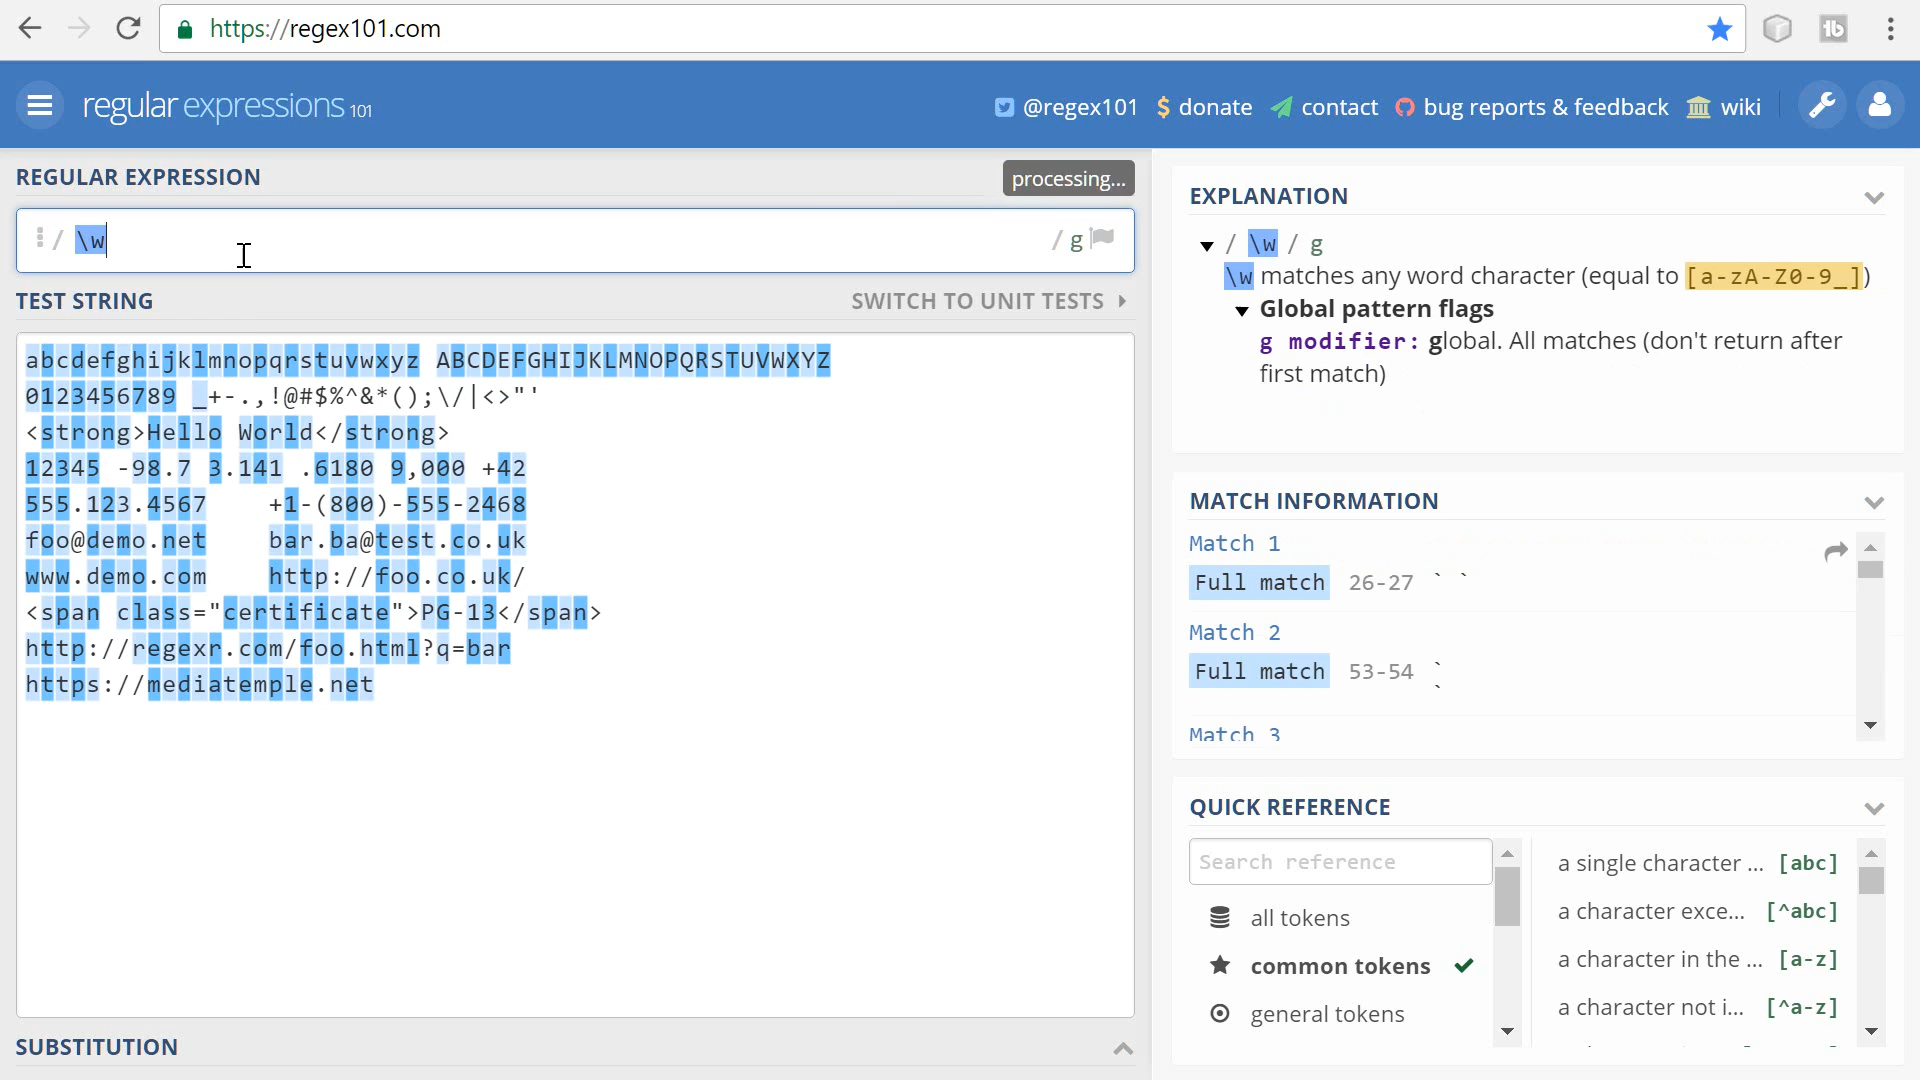 https://regex101.com
regular expressions 101
@regex101 $ donate contact bug reports & feedback wiki
REGULAR EXPRESSION
processing...
/ \w / g
TEST STRING
SWITCH TO UNIT TESTS
abcdefghijklmnopqrstuvwxyz ABCDEFGHIJKLMNOPQRSTUVWXYZ
0123456789 _+-.,!@#$%^&*();\/|<>"'
<strong>Hello World</strong>
12345 -98.7 3.141 .6180 9,000 +42
555.123.4567    +1-(800)-555-2468
foo@demo.net    bar.ba@test.co.uk
www.demo.com    http://foo.co.uk/
<span class="certificate">PG-13</span>
http://regexr.com/foo.html?q=bar
https://mediatemple.net
SUBSTITUTION
EXPLANATION
/ \w / g
\w matches any word character (equal to [a-zA-Z0-9_])
Global pattern flags
g modifier: global. All matches (don't return after
first match)
MATCH INFORMATION
Match 1
Full match 26-27 ` `
Match 2
Full match 53-54 `
`
Match 3
QUICK REFERENCE
Search reference
all tokens
common tokens
general tokens
a single character ... [abc]
a character exce... [^abc]
a character in the ... [a-z]
a character not i... [^a-z]